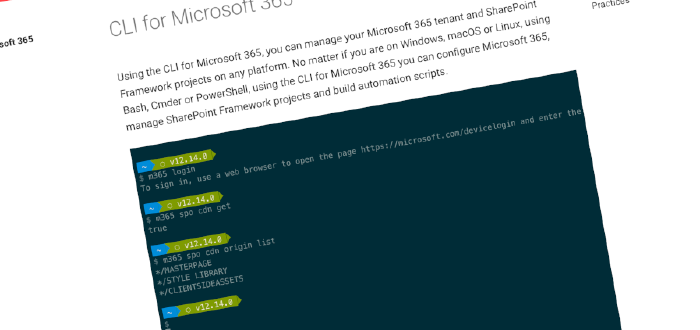 soft 365
CLI for Microsoft 365
Practices
Using the CLI for Microsoft 365, you can manage your Microsoft 365 tenant and SharePoint
Framework projects on any platform. No matter if you are on Windows, macOS or Linux, using
Bash, Cmder or PowerShell, using the CLI for Microsoft 365 you can configure Microsoft 365,
manage SharePoint Framework projects and build automation scripts.
~ ○ v12.14.0
$ m365 login
To sign in, use a web browser to open the page https://microsoft.com/devicelogin and enter the
~ ○ v12.14.0
$ m365 spo cdn get
true
~ ○ v12.14.0
$ m365 spo cdn origin list
*/MASTERPAGE
*/STYLE LIBRARY
*/CLIENTSIDEASSETS
~ ○ v12.14.0
$